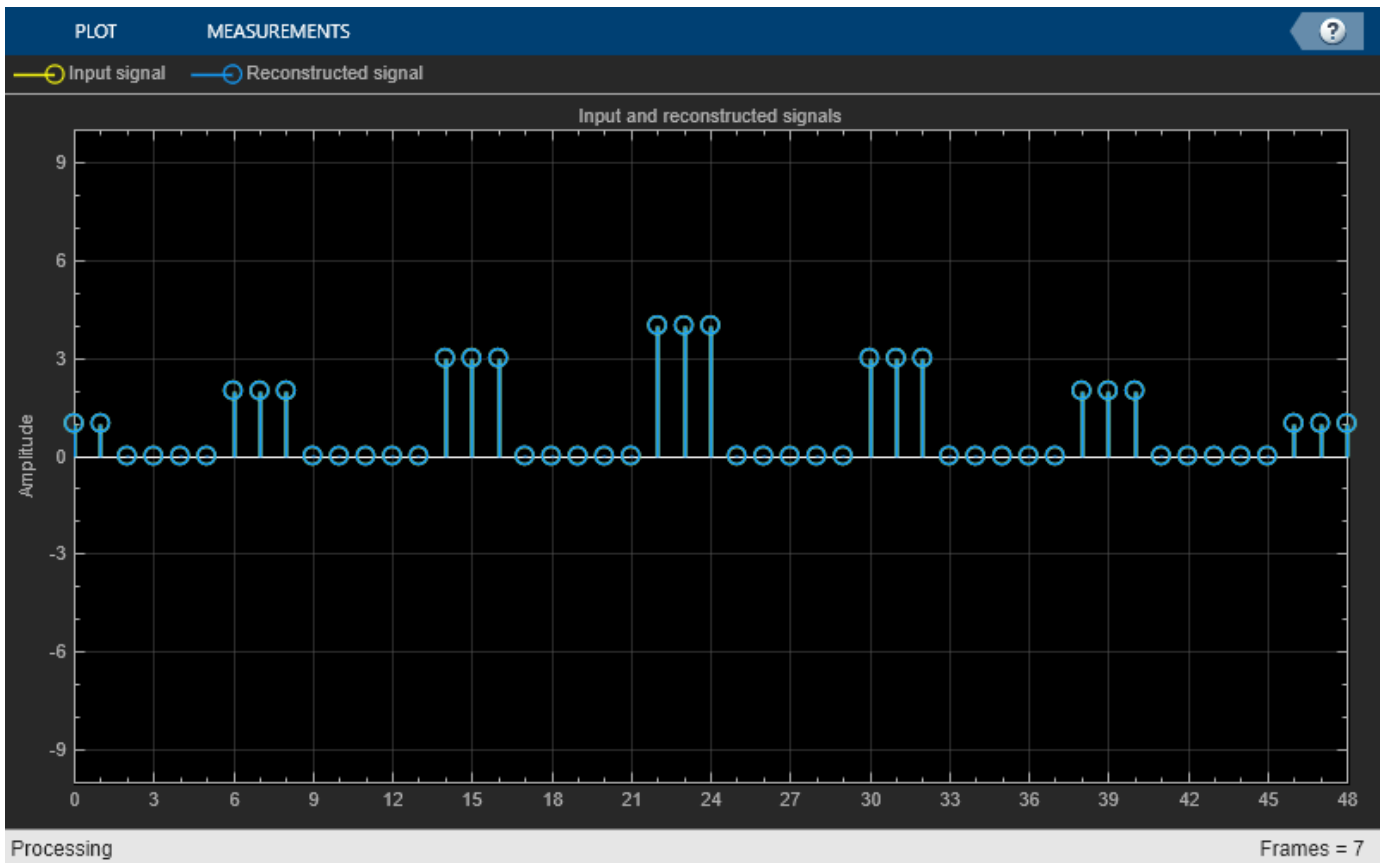 PLOT MEASUREMENTS ?
Input signal Reconstructed signal
Input and reconstructed signals
9
6
3
0
-3
-6
-9
Amplitude
0 3 6 9 12 15 18 21 24 27 30 33 36 39 42 45 48
Processing Frames = 7